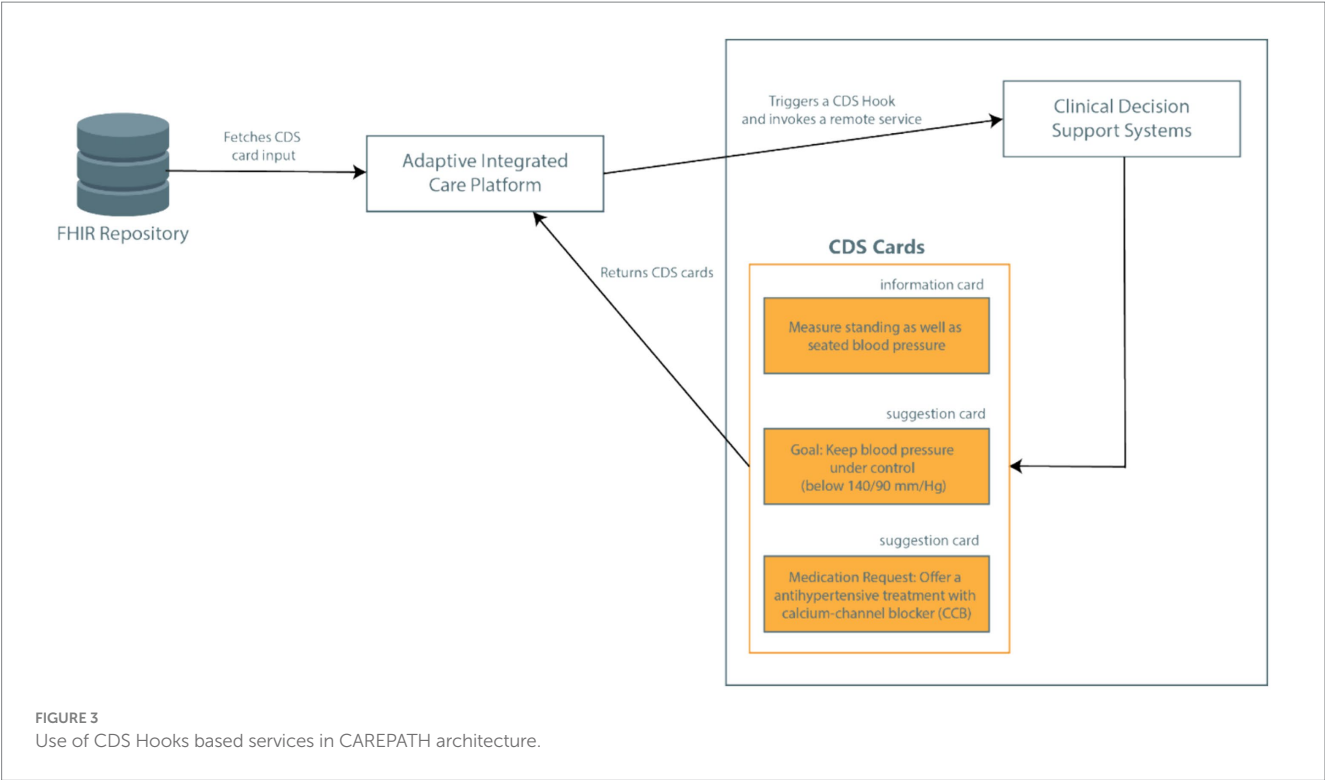 Fetches CDS
card input
FHIR Repository
Adaptive Integrated
Care Platform
Triggers a CDS Hook
and invokes a remote service
Clinical Decision
Support Systems
Returns CDS cards
CDS Cards
information card
Measure standing as well as
seated blood pressure
suggestion card
Goal: Keep blood pressure
under control
(below 140/90 mm/Hg)
suggestion card
Medication Request: Offer a
antihypertensive treatment with
calcium-channel blocker (CCB)
FIGURE 3
Use of CDS Hooks based services in CAREPATH architecture.